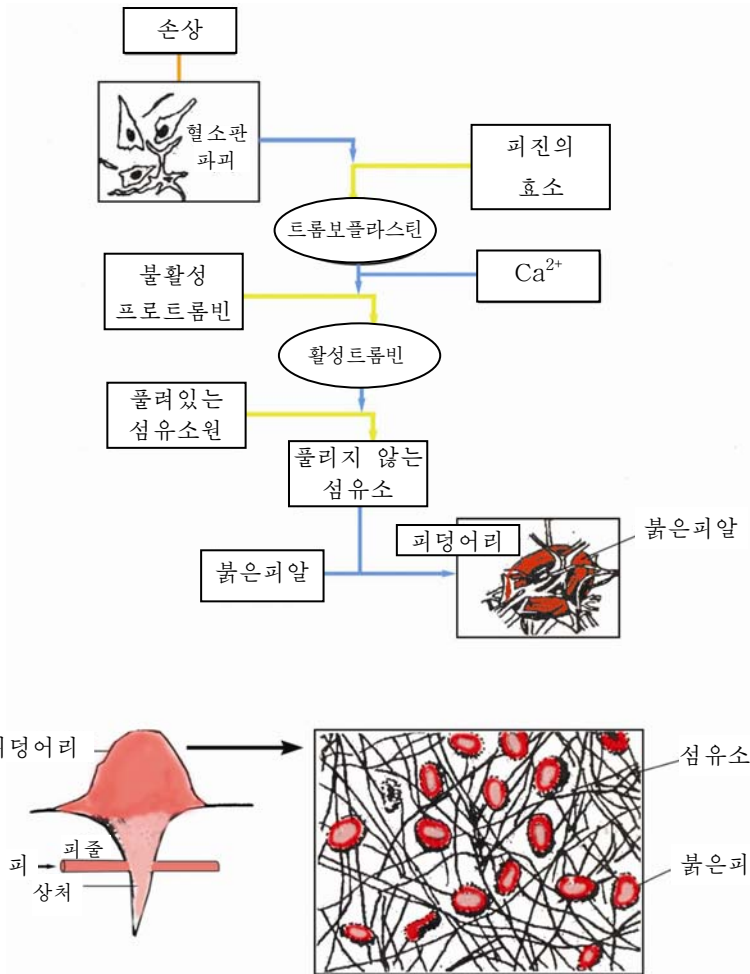 손상
혈소판
파괴
피진의
효소
트롬보플라스틴
불활성
프로트롬빈
Ca²⁺
활성트롬빈
풀려있는
섬유소원
풀리지 않는
섬유소
피덩어리
붉은피알
붉은피알
피덩어리
섬유소
피줄
피
상처
붉은피